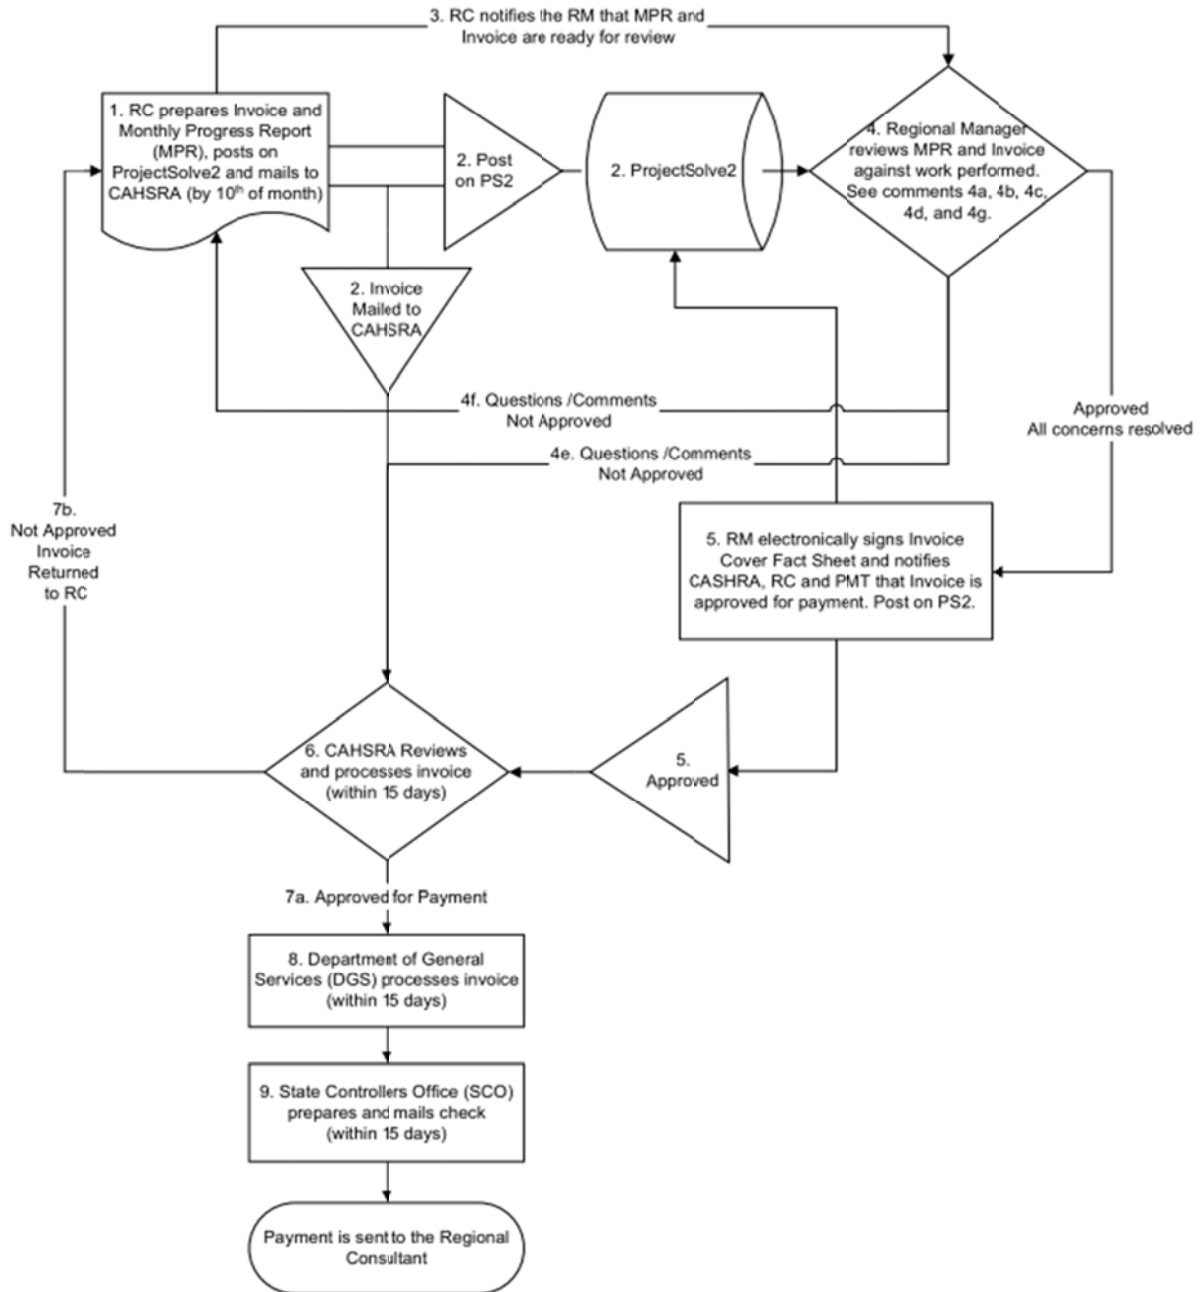 3. RC notifies the RM that MPR and
Invoice are ready for review
1. RC prepares Invoice and
Monthly Progress Report
(MPR), posts on
ProjectSolve2 and mails to
CAHSRA (by 10th of month)
2. Post
on PS2
2. ProjectSolve2
4. Regional Manager
reviews MPR and Invoice
against work performed.
See comments 4a, 4b, 4c,
4d, and 4g.
2. Invoice
Mailed to
CAHSRA
4f. Questions /Comments
Not Approved
4e. Questions /Comments
Not Approved
Approved
All concerns resolved
7b.
Not Approved
Invoice
Returned
to RC
5. RM electronically signs Invoice
Cover Fact Sheet and notifies
CASHRA, RC and PMT that Invoice is
approved for payment. Post on PS2.
6. CAHSRA Reviews
and processes invoice
(within 15 days)
5.
Approved
7a. Approved for Payment
8. Department of General
Services (DGS) processes invoice
(within 15 days)
9. State Controllers Office (SCO)
prepares and mails check
(within 15 days)
Payment is sent to the Regional
Consultant